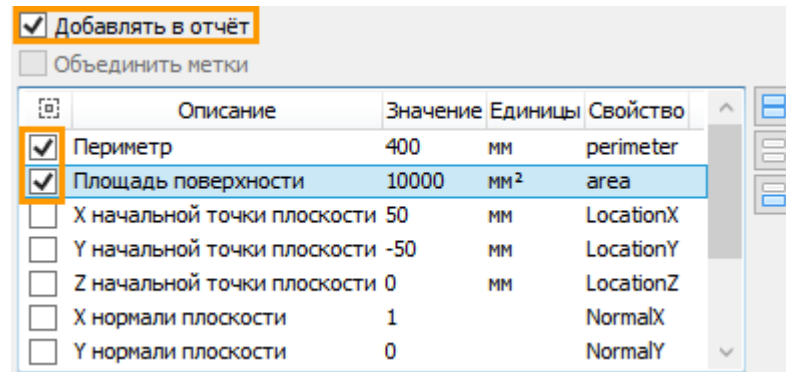 Добавлять в отчёт
Объединить метки
Описание Значение Единицы Свойство
Периметр 400 мм perimeter
Площадь поверхности 10000 мм² area
X начальной точки плоскости 50 мм LocationX
Y начальной точки плоскости -50 мм LocationY
Z начальной точки плоскости 0 мм LocationZ
X нормали плоскости 1 NormalX
Y нормали плоскости 0 NormalY